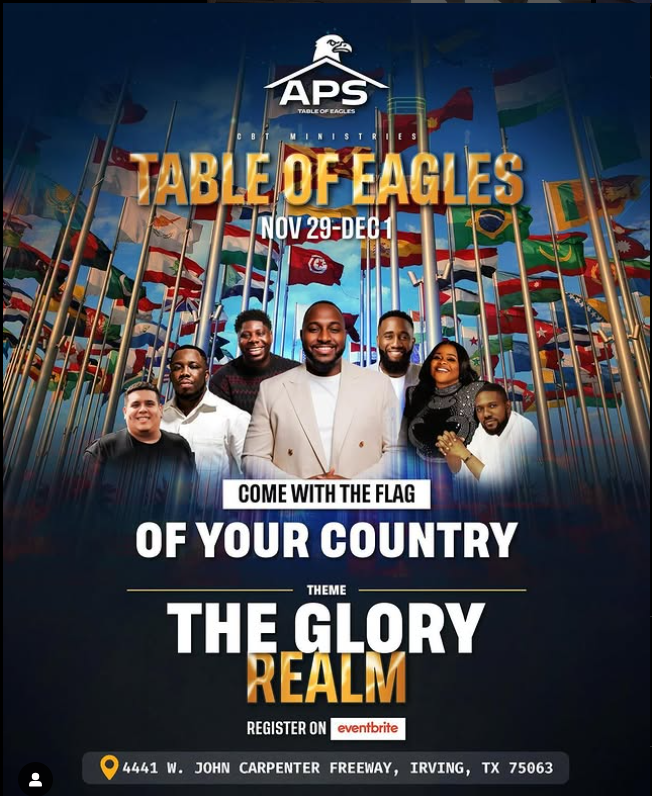 APS
TABLE OF EAGLES
CBT MINISTRIES
TABLE OF EAGLES
NOV 29-DEC 1
COME WITH THE FLAG
OF YOUR COUNTRY
THEME
THE GLORY
REALM
REGISTER ON eventbrite
4441 W. JOHN CARPENTER FREEWAY, IRVING, TX 75063